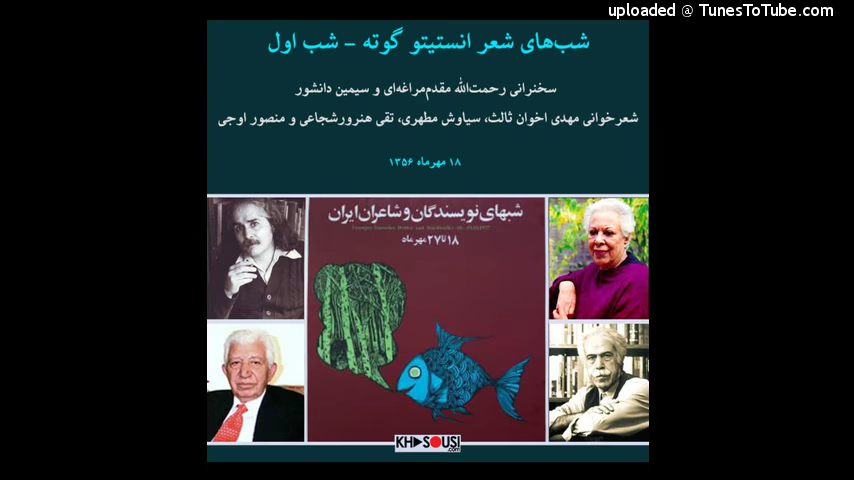 uploaded @ TunesToTube.com
شب‌های شعر انستیتو گوته - شب اول
سخنرانی رحمت‌الله مقدم‌مراغه‌ای و سیمین دانشور
شعرخوانی مهدی اخوان ثالث، سیاوش مطهری، تقی هنرورشجاعی و منصور اوجی
۱۸ مهرماه ۱۳۵۶
شبهای نویسندگان و شاعران ایران
۱۸ تا ۲۷ مهرماه
KHSOUSI
.com